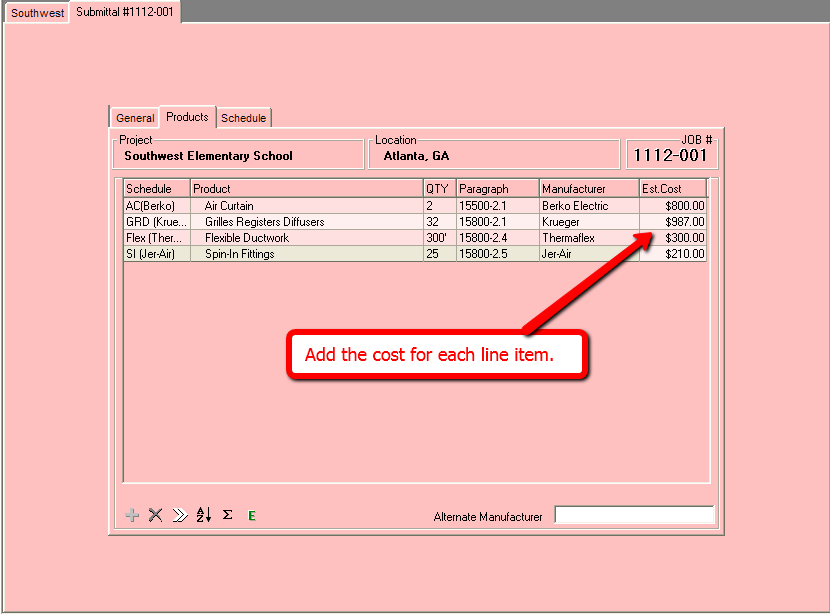 Southwest Submittal #1112-001
General Products Schedule
Project Location JOB #
Southwest Elementary School Atlanta, GA 1112-001
Schedule Product QTY Paragraph Manufacturer Est.Cost
AC(Berko) Air Curtain 2 15500-2.1 Berko Electric $800.00
GRD (Krue... Grilles Registers Diffusers 32 15800-2.1 Krueger $987.00
Flex (Ther... Flexible Ductwork 300' 15800-2.4 Thermaflex $300.00
SI (Jer-Air) Spin-In Fittings 25 15800-2.5 Jer-Air $210.00
Add the cost for each line item.
A Z Σ E Alternate Manufacturer